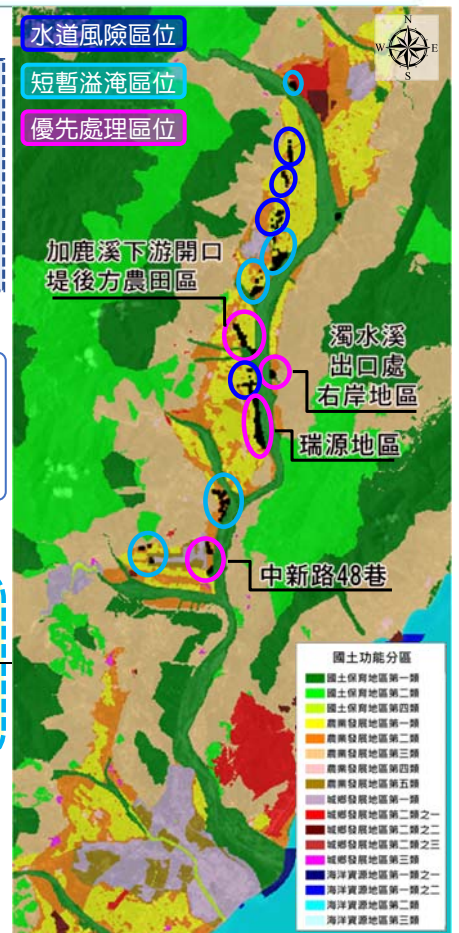 水道風險區位
短暫溢淹區位
優先處理區位
N
W
E
S
加鹿溪下游開口
堤後方農田區
濁水溪
出口處
右岸地區
瑞源地區
中新路48巷
國土功能分區
國土保育地區第一類
國土保育地區第二類
國土保育地區第四類
農業發展地區第一類
農業發展地區第二類
農業發展地區第三類
農業發展地區第四類
農業發展地區第五類
城鄉發展地區第一類
城鄉發展地區第二類之一
城鄉發展地區第二類之二
城鄉發展地區第二類之三
城鄉發展地區第三類
海洋資源地區第一類之一
海洋資源地區第一類之二
海洋資源地區第二類
海洋資源地區第三類